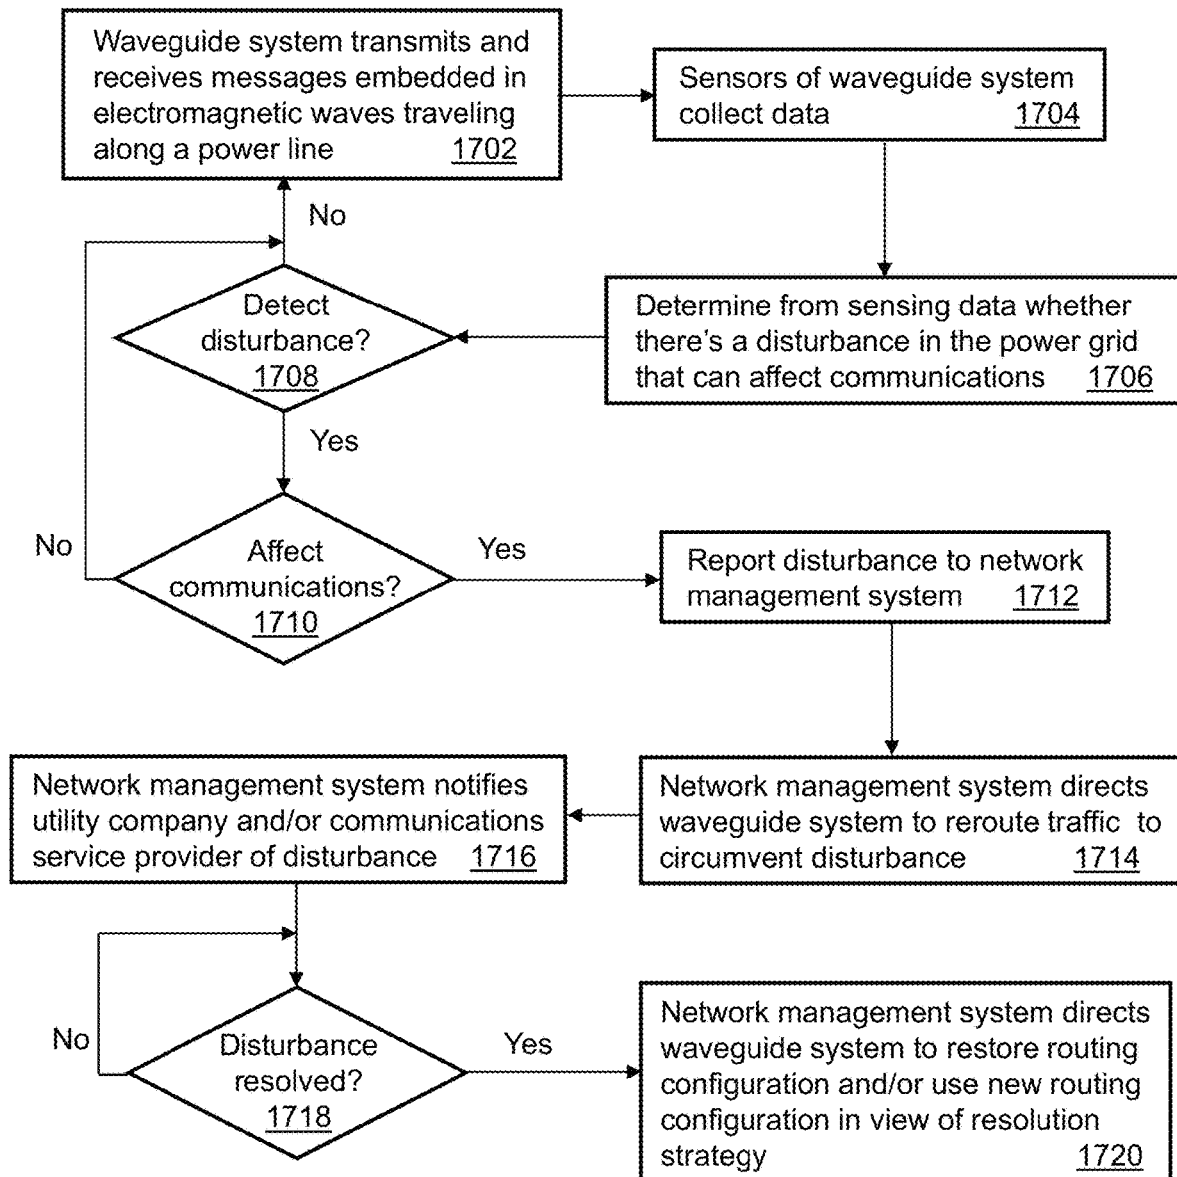 Waveguide system transmits and
receives messages embedded in
electromagnetic waves traveling
along a power line 1702
Sensors of waveguide system
collect data 1704
No
Detect
disturbance?
1708
Determine from sensing data whether
there's a disturbance in the power grid
that can affect communications 1706
Yes
No
Affect
communications?
1710
Yes
Report disturbance to network
management system 1712
Network management system notifies
utility company and/or communications
service provider of disturbance 1716
Network management system directs
waveguide system to reroute traffic to
circumvent disturbance 1714
No
Disturbance
resolved?
1718
Yes
Network management system directs
waveguide system to restore routing
configuration and/or use new routing
configuration in view of resolution
strategy 1720